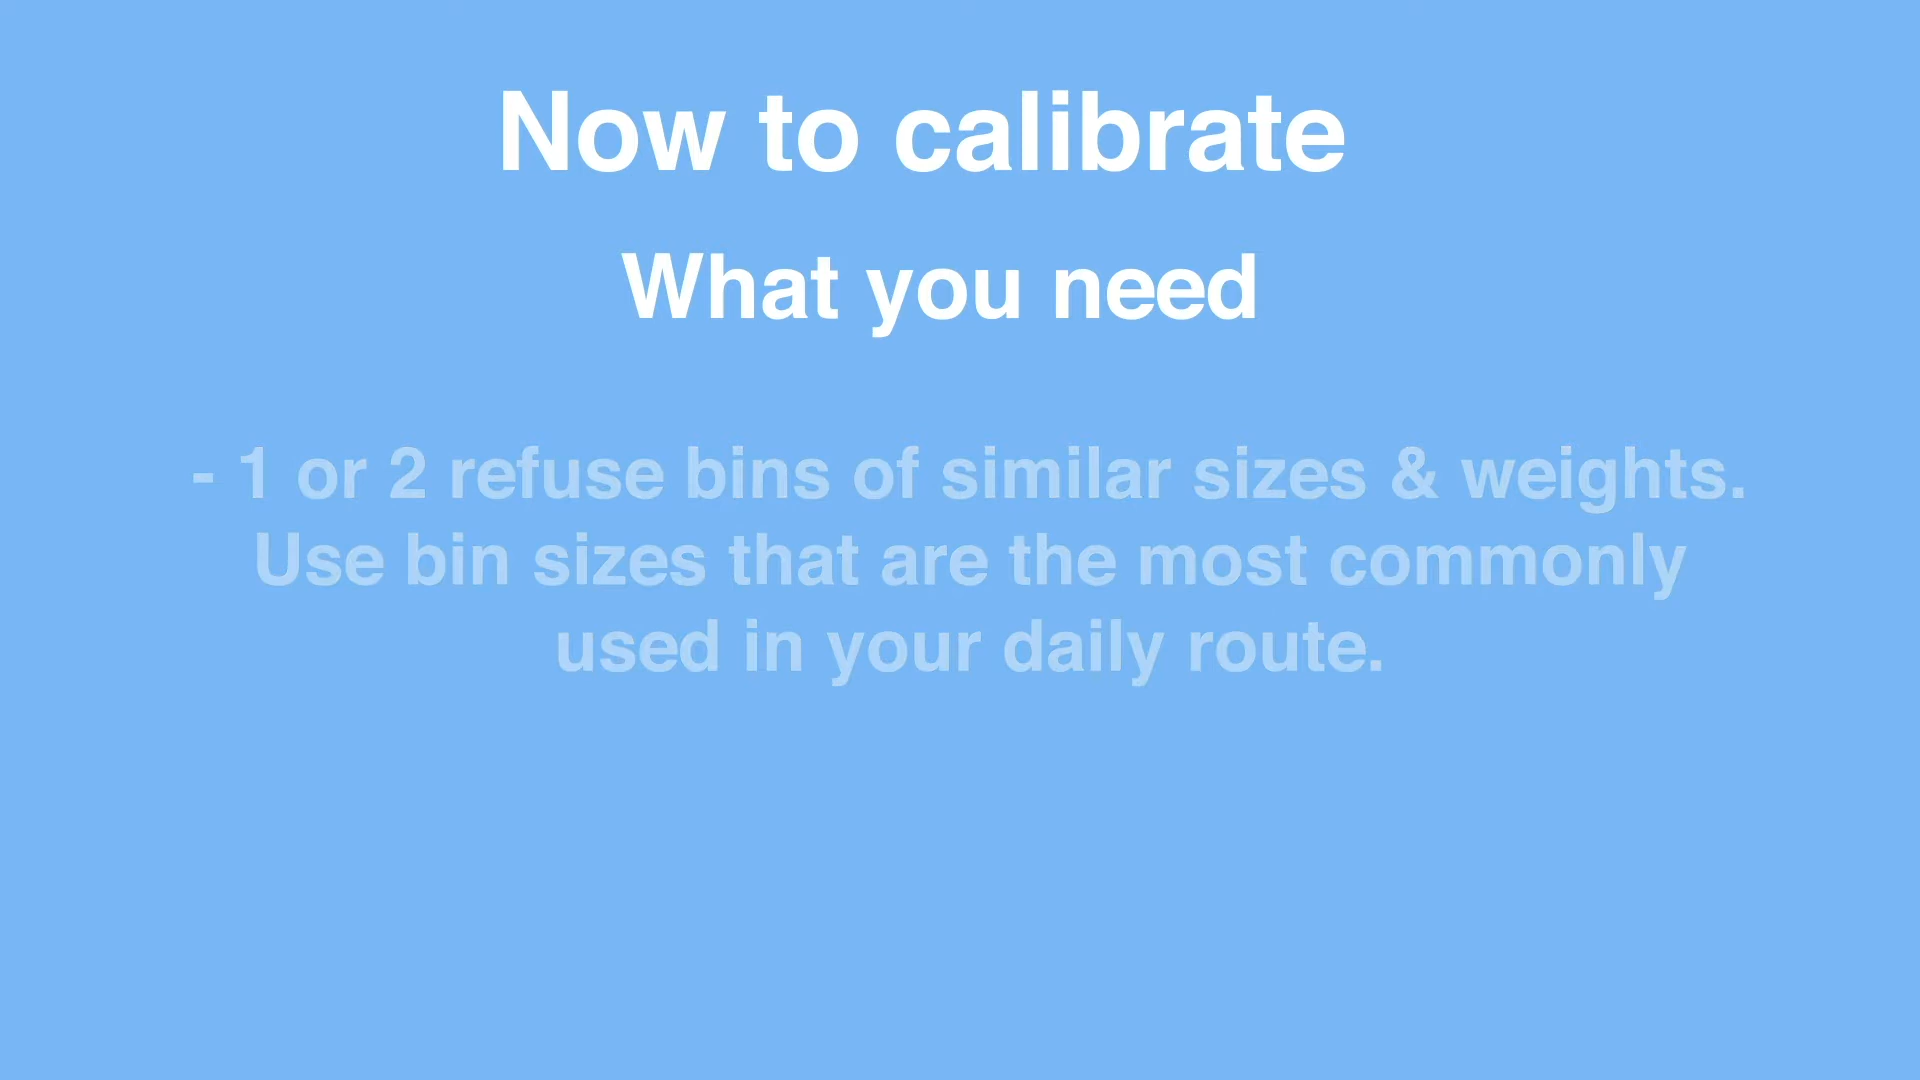 Now to calibrate
What you need
- 1 or 2 refuse bins of similar sizes & weights.
Use bin sizes that are the most commonly
used in your daily route.